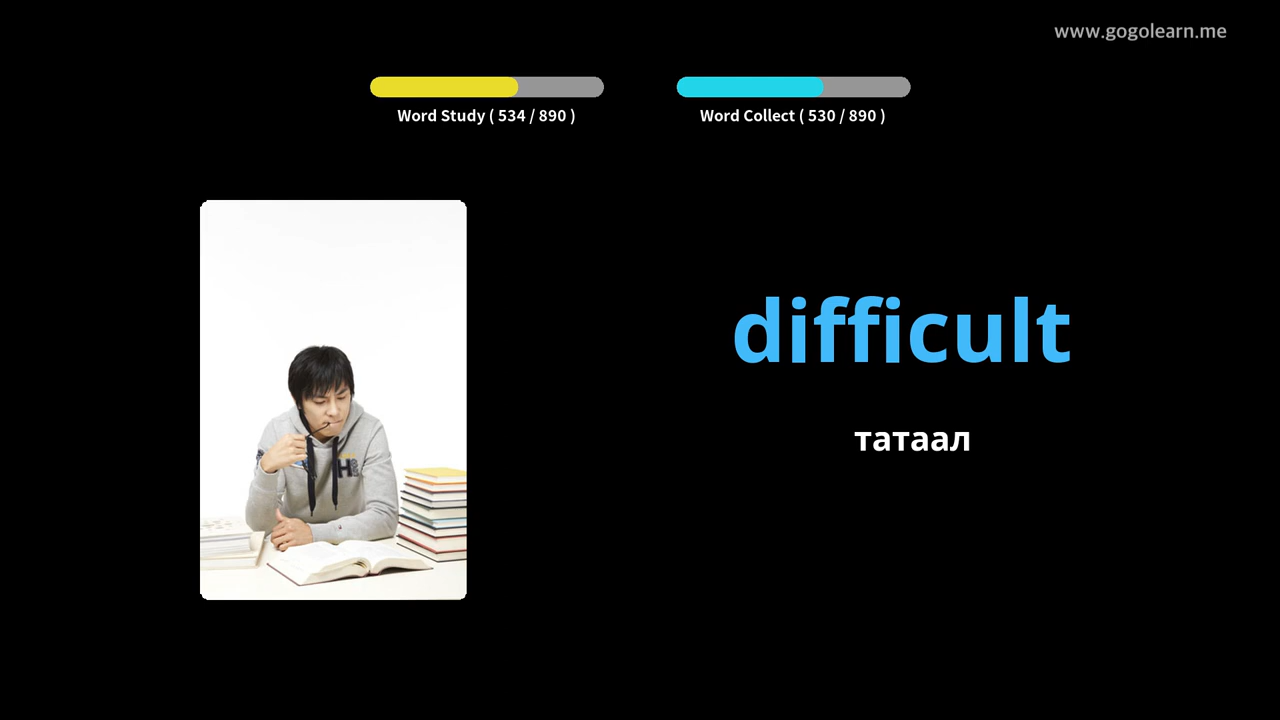 www.gogolearn.me
Word Study ( 534 / 890 )
Word Collect ( 530 / 890 )
difficult
татаал
H